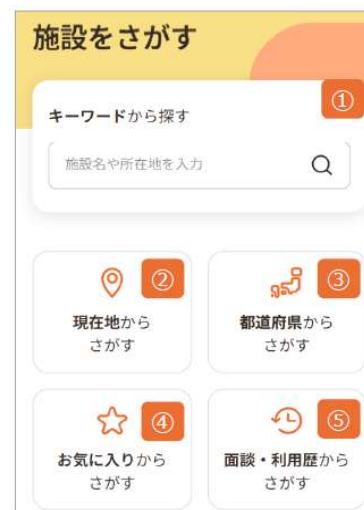 施設をさがす
キーワードから探す
①
施設名や所在地を入力
②
現在地から
さがす
③
都道府県から
さがす
④
お気に入りから
さがす
⑤
面談・利用歴から
さがす